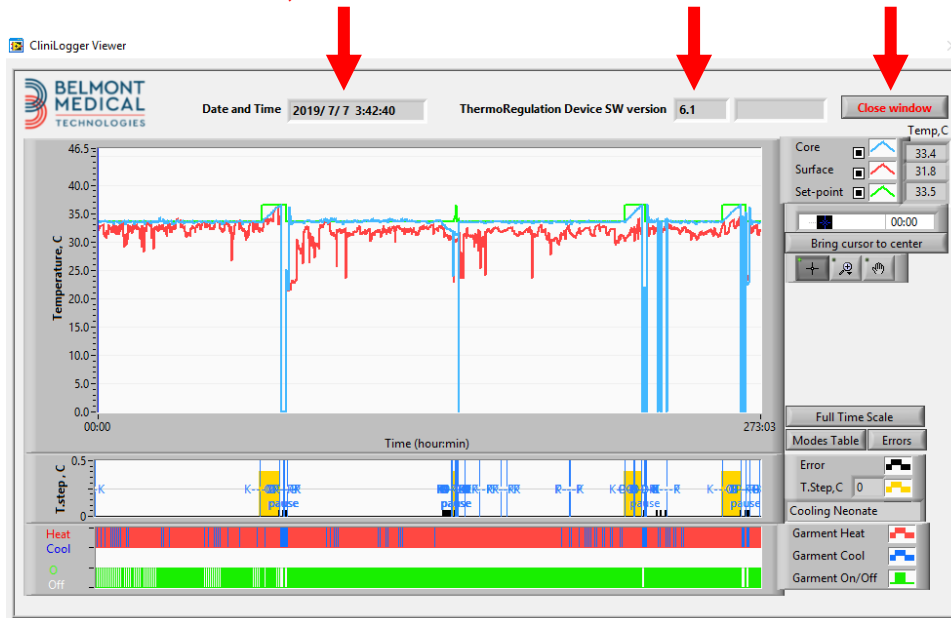 CliniLogger Viewer
BELMONT
MEDICAL
TECHNOLOGIES
Date and Time 2019/ 7/ 7 3:42:40
ThermoRegulation Device SW version 6.1
Close window
Temp,C
Core 33.4
Surface 31.8
Set-point 33.5
00:00
Bring cursor to center
46.5
40.0
35.0
30.0
25.0
20.0
15.0
10.0
5.0
0.0
Temperature, C
00:00
273:03
Time (hour:min)
Full Time Scale
Modes Table Errors
0.5
0
T.step, C
K
pause
pause
pause
Error
T.Step,C 0
Cooling Neonate
Heat
Cool
Off
Garment Heat
Garment Cool
Garment On/Off